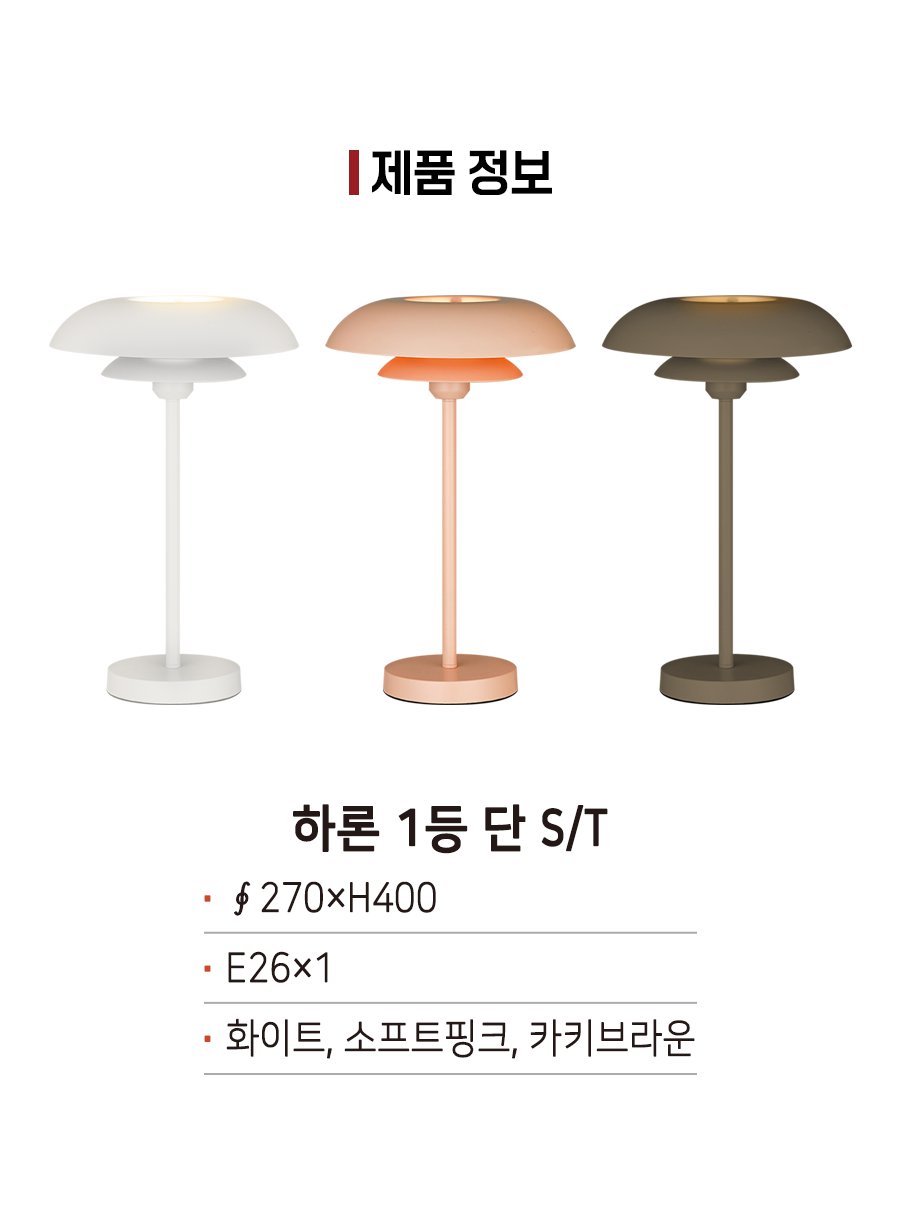 제품 정보
하론 1등 단 S/T
∮270×H400
E26×1
화이트, 소프트핑크, 카키브라운